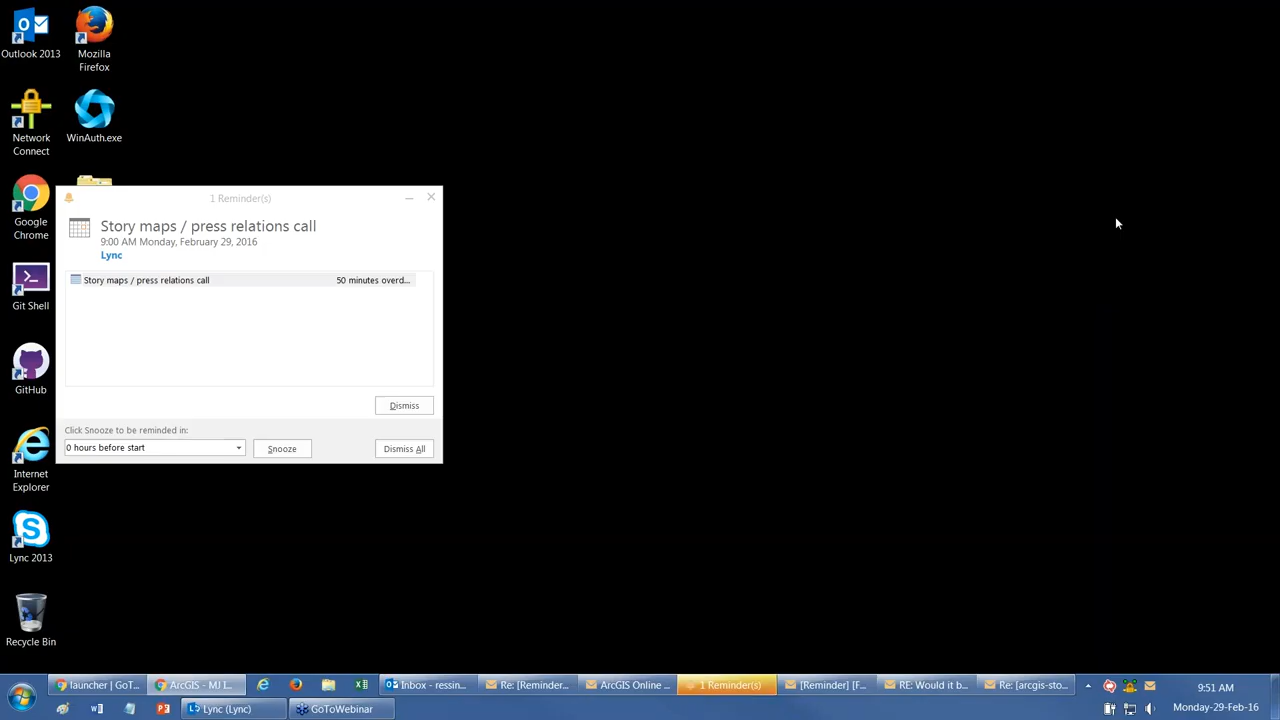 Outlook 2013
Mozilla
Firefox
Network
Connect
WinAuth.exe
Google
Chrome
Git Shell
GitHub
Internet
Explorer
Lync 2013
Recycle Bin
1 Reminder(s)
Story maps / press relations call
9:00 AM Monday, February 29, 2016
Lync
Story maps / press relations call 50 minutes overd...
Dismiss
Click Snooze to be reminded in:
0 hours before start
Snooze
Dismiss All
launcher | GoT...
ArcGIS - MJ I...
Inbox - ressin...
Re: [Reminder...
ArcGIS Online ...
1 Reminder(s)
[Reminder] [F...
RE: Would it b...
Re: [arcgis-sto...
9:51 AM
Lync (Lync)
GoToWebinar
Monday-29-Feb-16